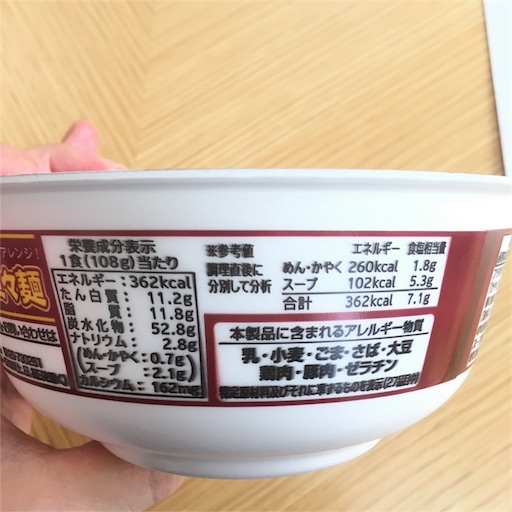 アレンジ!
々麺
栄養成分表示
1食(108g)当たり
エネルギー:362kcal
たん白質:11.2g
脂質:11.8g
炭水化物:52.8g
ナトリウム:2.8g
(めん・かやく:0.7g)
(スープ:2.1g)
カルシウム:162mg
※参考値
調理直後に
分別して分析
エネルギー 食塩相当量
めん・かやく 260kcal 1.8g
スープ 102kcal 5.3g
合計 362kcal 7.1g
本製品に含まれるアレルギー物質
乳・小麦・ごま・さば・大豆
鶏肉・豚肉・ゼラチン